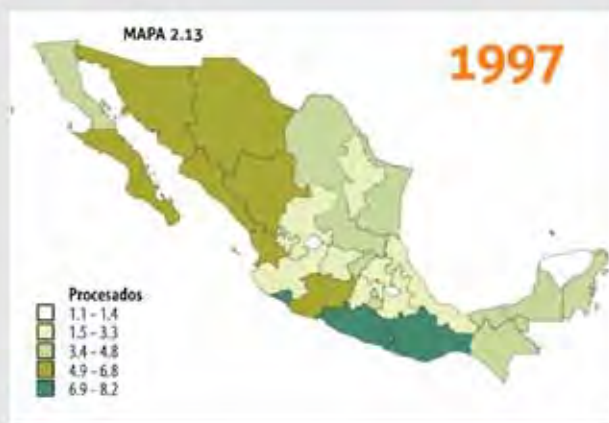 MAPA 2.13
1997
Procesados
1.1 - 1.4
1.5 - 3.3
3.4 - 4.8
4.9 - 6.8
6.9 - 8.2